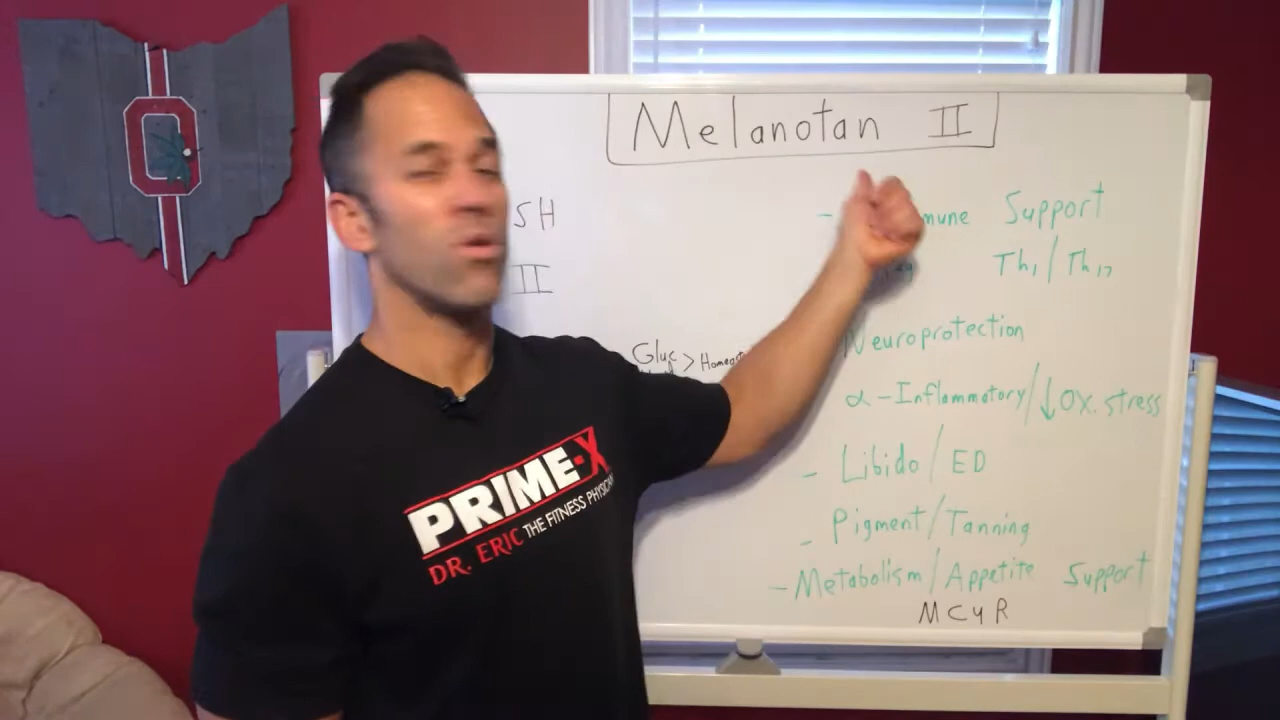 Melanotan II
SH
II
mune Support
Th1/Th17
Neuroprotection
α-Inflammatory/↓Ox. stress
- Libido/ED
- Pigment/Tanning
- Metabolism/Appetite Support
MC4R
Gluc > Homeost
PRIME-X
DR. ERIC THE FITNESS PHYSICIAN
O